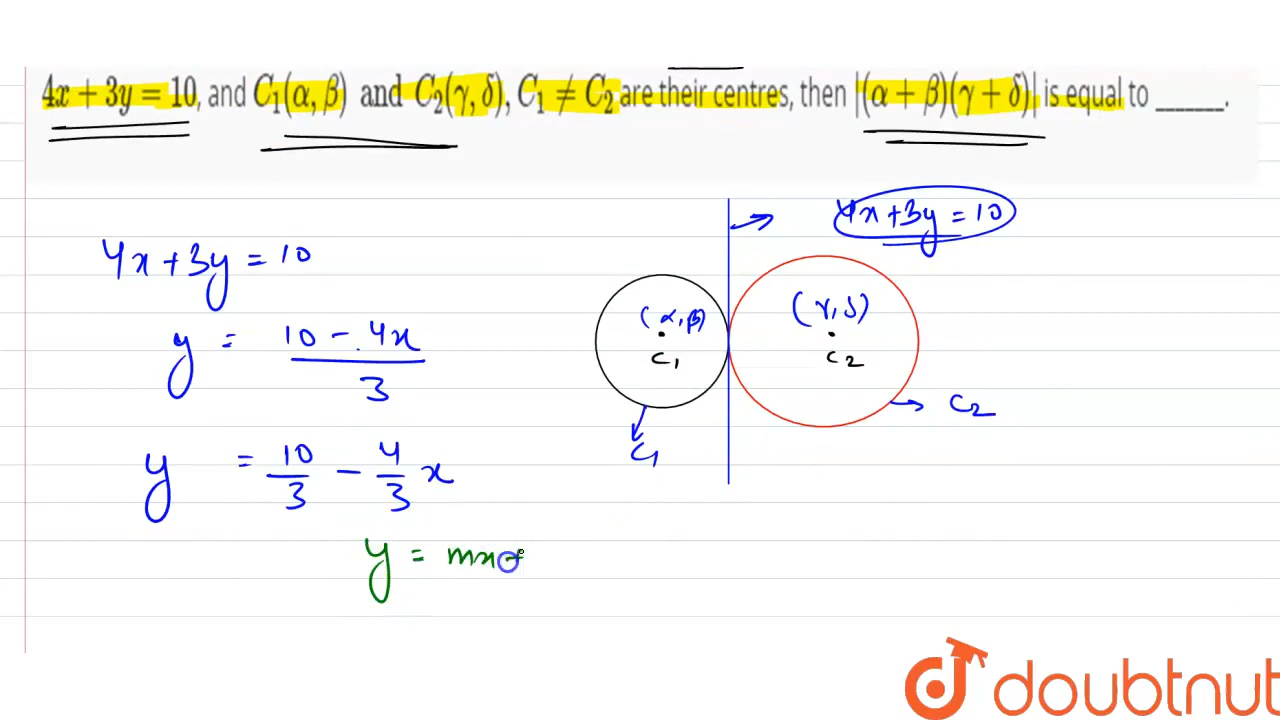 4x + 3y = 10, and C₁(α, β) and C₂(γ, δ), C₁ ≠ C₂ are their centres, then |(α + β)(γ + δ)| is equal to _______.
4x + 3y = 10
4x + 3y = 10
y = (10 - 4x)/3
(α, β)
C₁
(γ, δ)
C₂
C₂
C₁
y = 10/3 - 4/3 x
y = mx +
doubtnut